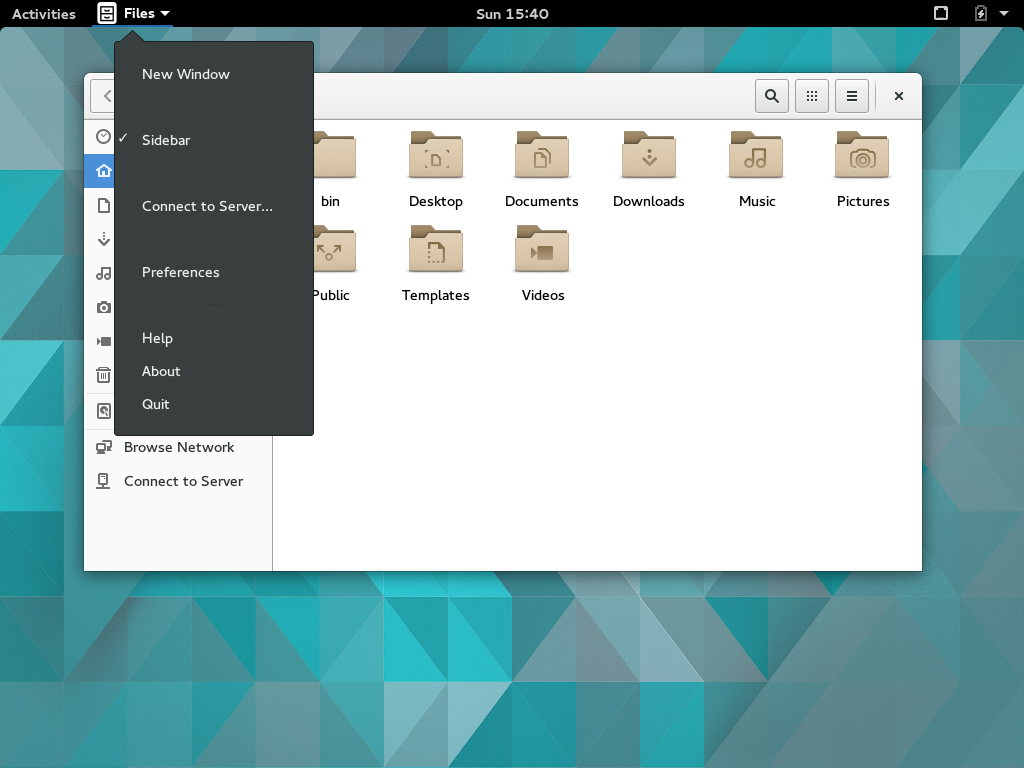 Activities
Files
Sun 15:40
New Window
✓ Sidebar
Connect to Server...
Preferences
Help
About
Quit
Browse Network
Connect to Server
bin
Desktop
Documents
Downloads
Music
Pictures
Public
Templates
Videos